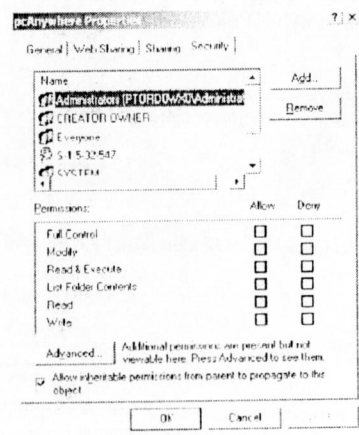 pcAnywhere Properties ? ×
General Web Sharing Sharing Security
Name
Administrators (PTORDOWXO\Administrat
CREATOR OWNER
Everyone
S-1-5-32-547
SYSTEM
Add...
Remove
Permissions: Allow Deny
Full Control
Modify
Read & Execute
List Folder Contents
Read
Write
Advanced...
Additional permissions are present but not
viewable here. Press Advanced to see them.
Allow inheritable permissions from parent to propagate to this
object
OK Cancel